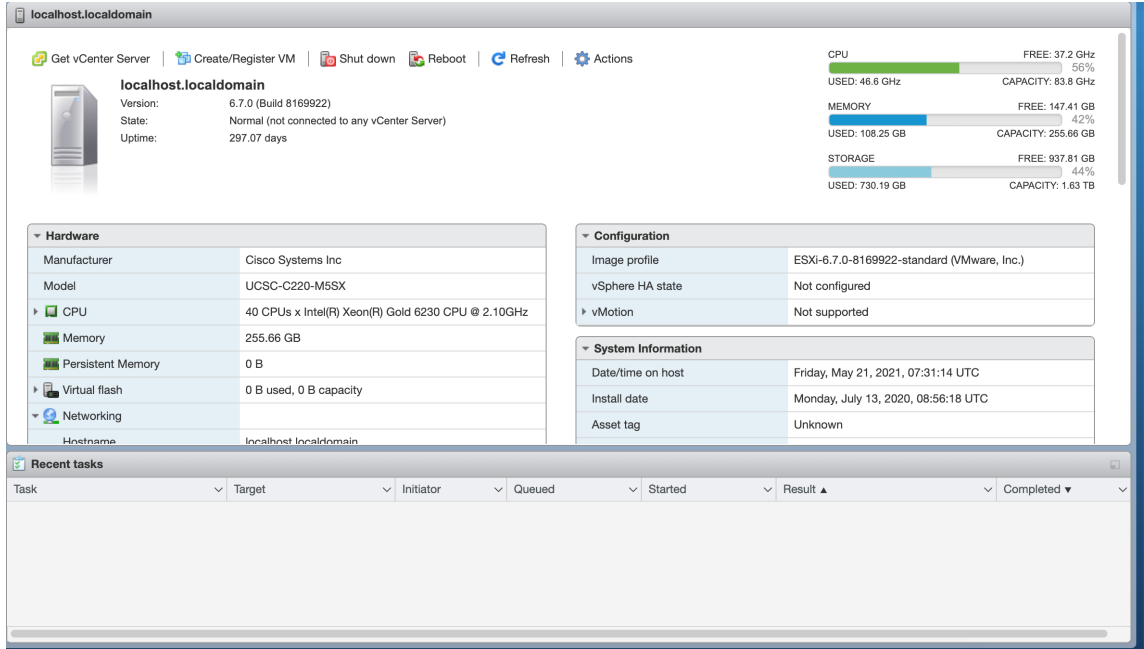 localhost.localdomain
Get vCenter Server | Create/Register VM | Shut down Reboot | Refresh | Actions
localhost.localdomain
Version: 6.7.0 (Build 8169922)
State: Normal (not connected to any vCenter Server)
Uptime: 297.07 days
CPU FREE: 37.2 GHz
56%
USED: 46.6 GHz CAPACITY: 83.8 GHz
MEMORY FREE: 147.41 GB
42%
USED: 108.25 GB CAPACITY: 255.66 GB
STORAGE FREE: 937.81 GB
44%
USED: 730.19 GB CAPACITY: 1.63 TB
Hardware
Manufacturer Cisco Systems Inc
Model UCSC-C220-M5SX
CPU 40 CPUs x Intel(R) Xeon(R) Gold 6230 CPU @ 2.10GHz
Memory 255.66 GB
Persistent Memory 0 B
Virtual flash 0 B used, 0 B capacity
Networking
Hostname localhost.localdomain
Configuration
Image profile ESXi-6.7.0-8169922-standard (VMware, Inc.)
vSphere HA state Not configured
vMotion Not supported
System Information
Date/time on host Friday, May 21, 2021, 07:31:14 UTC
Install date Monday, July 13, 2020, 08:56:18 UTC
Asset tag Unknown
Recent tasks
Task Target Initiator Queued Started Result ▲ Completed ▼